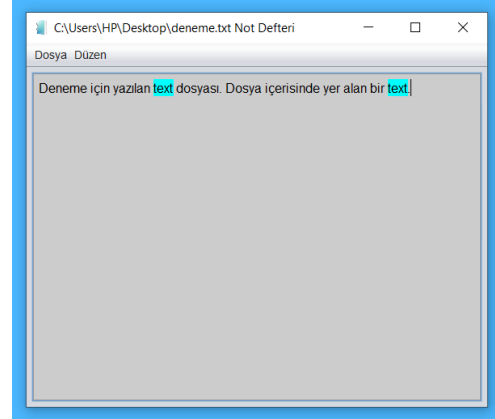 C:\Users\HP\Desktop\deneme.txt Not Defteri
Dosya Düzen
Deneme için yazılan text dosyası. Dosya içerisinde yer alan bir text.